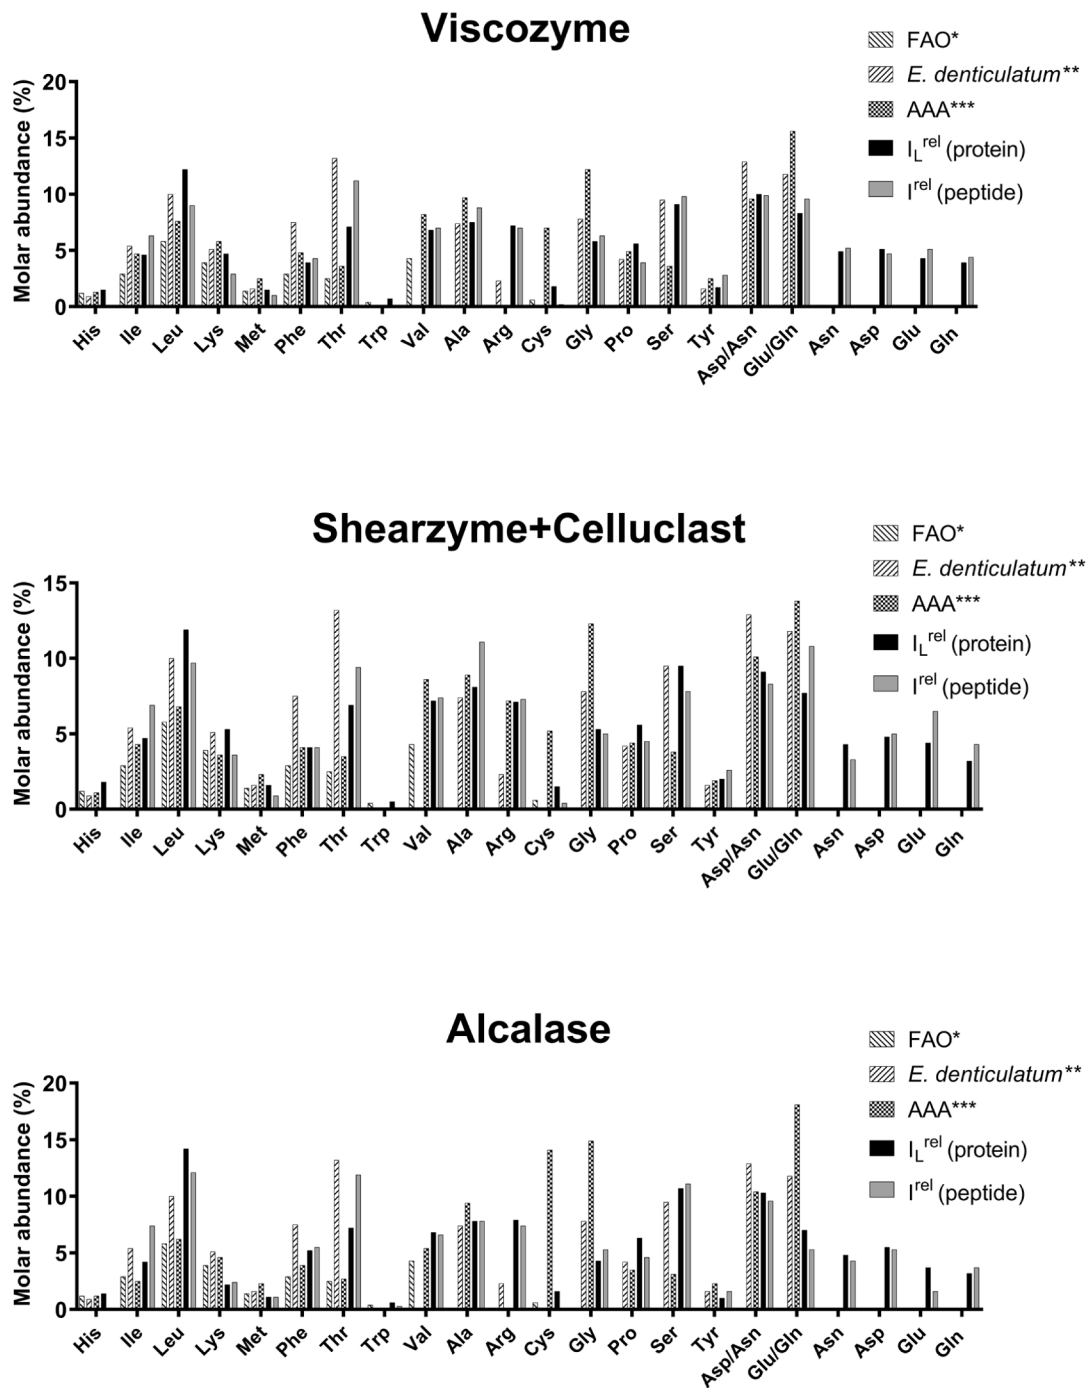 Viscozyme
FAO*
E. denticulatum**
AAA***
I_L^rel (protein)
I^rel (peptide)
Molar abundance (%)
20
15
10
5
0
His Ile Leu Lys Met Phe Thr Trp Val Ala Arg Cys Gly Pro Ser Tyr Asp/Asn Glu/Gln Asn Asp Glu Gln
Shearzyme+Celluclast
FAO*
E. denticulatum**
AAA***
I_L^rel (protein)
I^rel (peptide)
Molar abundance (%)
15
10
5
0
His Ile Leu Lys Met Phe Thr Trp Val Ala Arg Cys Gly Pro Ser Tyr Asp/Asn Glu/Gln Asn Asp Glu Gln
Alcalase
FAO*
E. denticulatum**
AAA***
I_L^rel (protein)
I^rel (peptide)
Molar abundance (%)
20
15
10
5
0
His Ile Leu Lys Met Phe Thr Trp Val Ala Arg Cys Gly Pro Ser Tyr Asp/Asn Glu/Gln Asn Asp Glu Gln